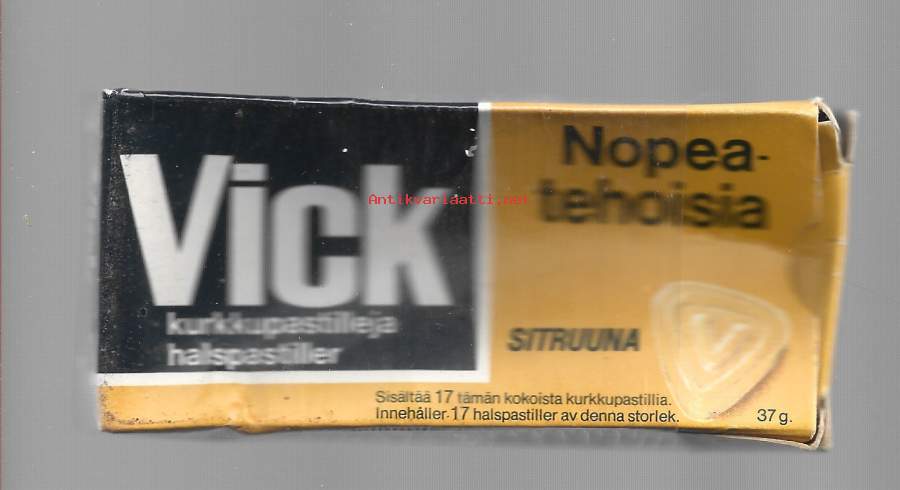 Vick
kurkkupastilleja
halspastiller
Nopea-
tehoisia
Antikvariaatti.net
SITRUUNA
Sisältää 17 tämän kokoista kurkkupastillia.
Innehåller 17 halspastiller av denna storlek.
37 g.